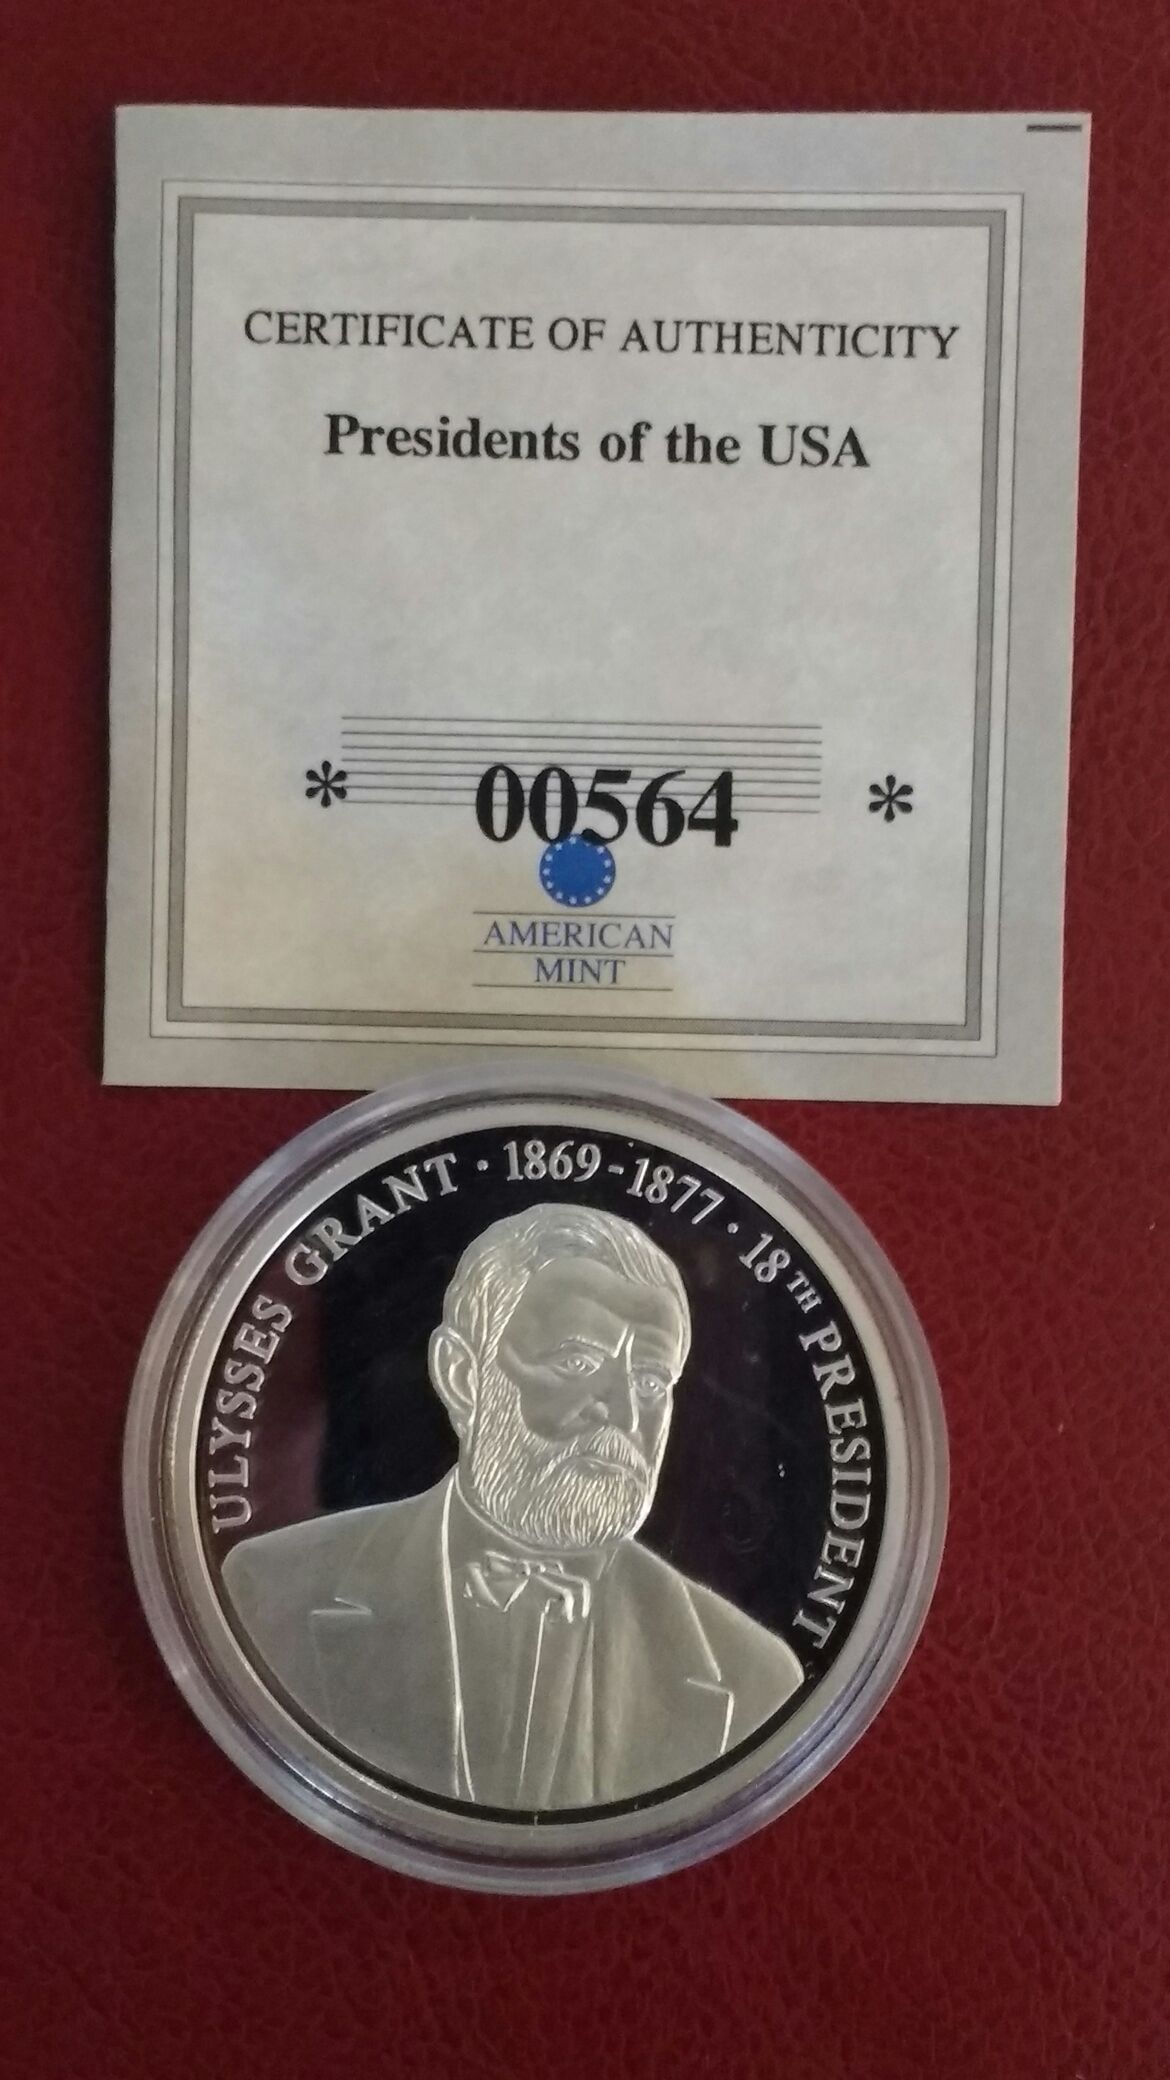 CERTIFICATE OF AUTHENTICITY
Presidents of the USA
* 00564 *
AMERICAN
MINT
ULYSSES GRANT · 1869-1877 · 18TH PRESIDENT